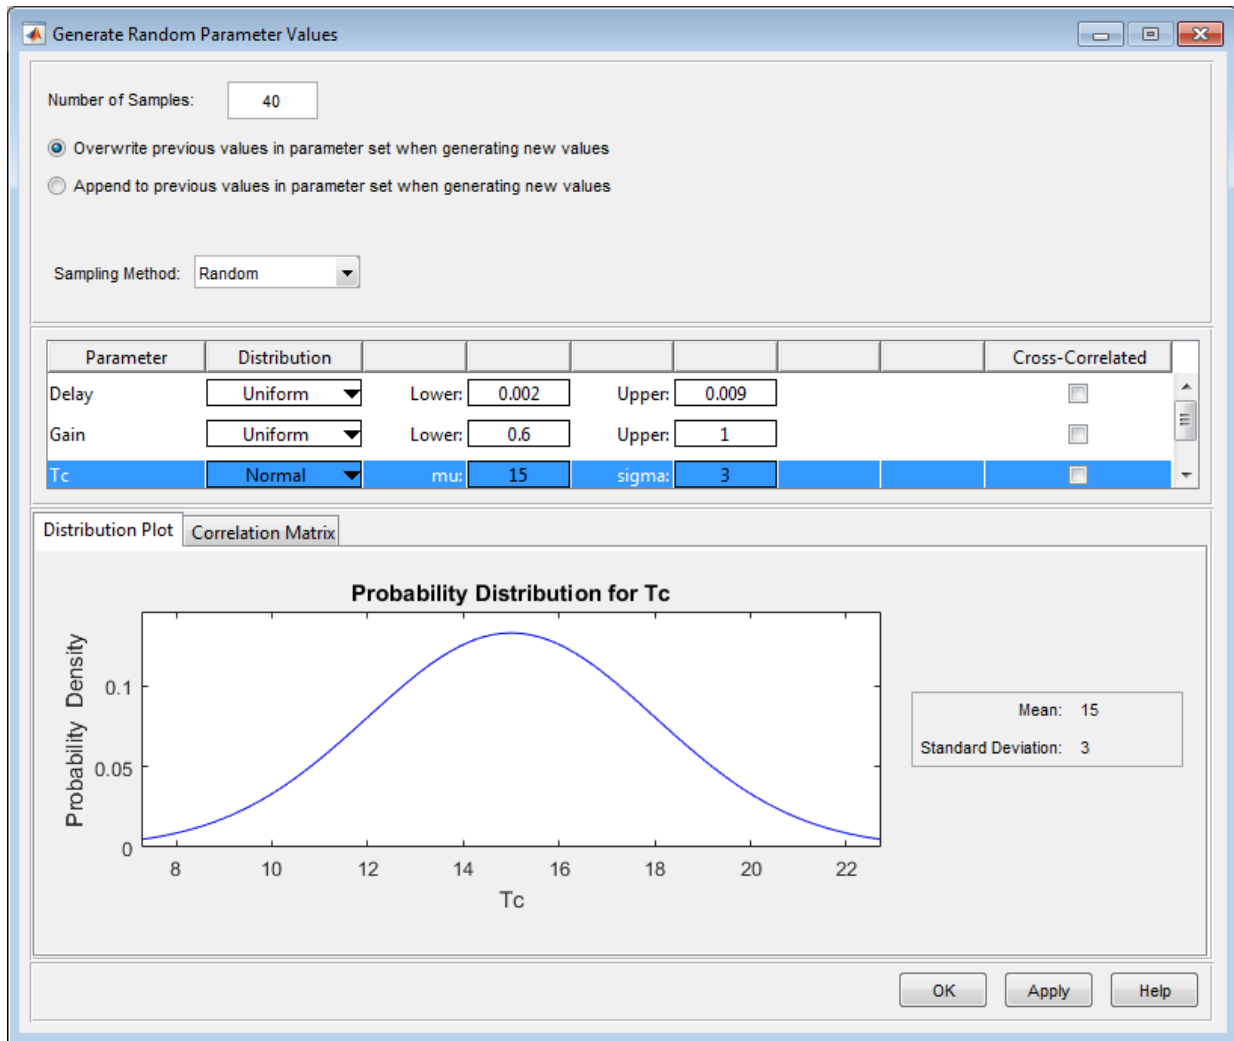 Generate Random Parameter Values
Number of Samples: 40
Overwrite previous values in parameter set when generating new values
Append to previous values in parameter set when generating new values
Sampling Method: Random
Parameter Distribution Cross-Correlated
Delay Uniform Lower: 0.002 Upper: 0.009
Gain Uniform Lower: 0.6 Upper: 1
Tc Normal mu: 15 sigma: 3
Distribution Plot Correlation Matrix
Probability Distribution for Tc
Probability Density
0.1
0.05
0
8 10 12 14 16 18 20 22
Tc
Mean: 15
Standard Deviation: 3
OK Apply Help